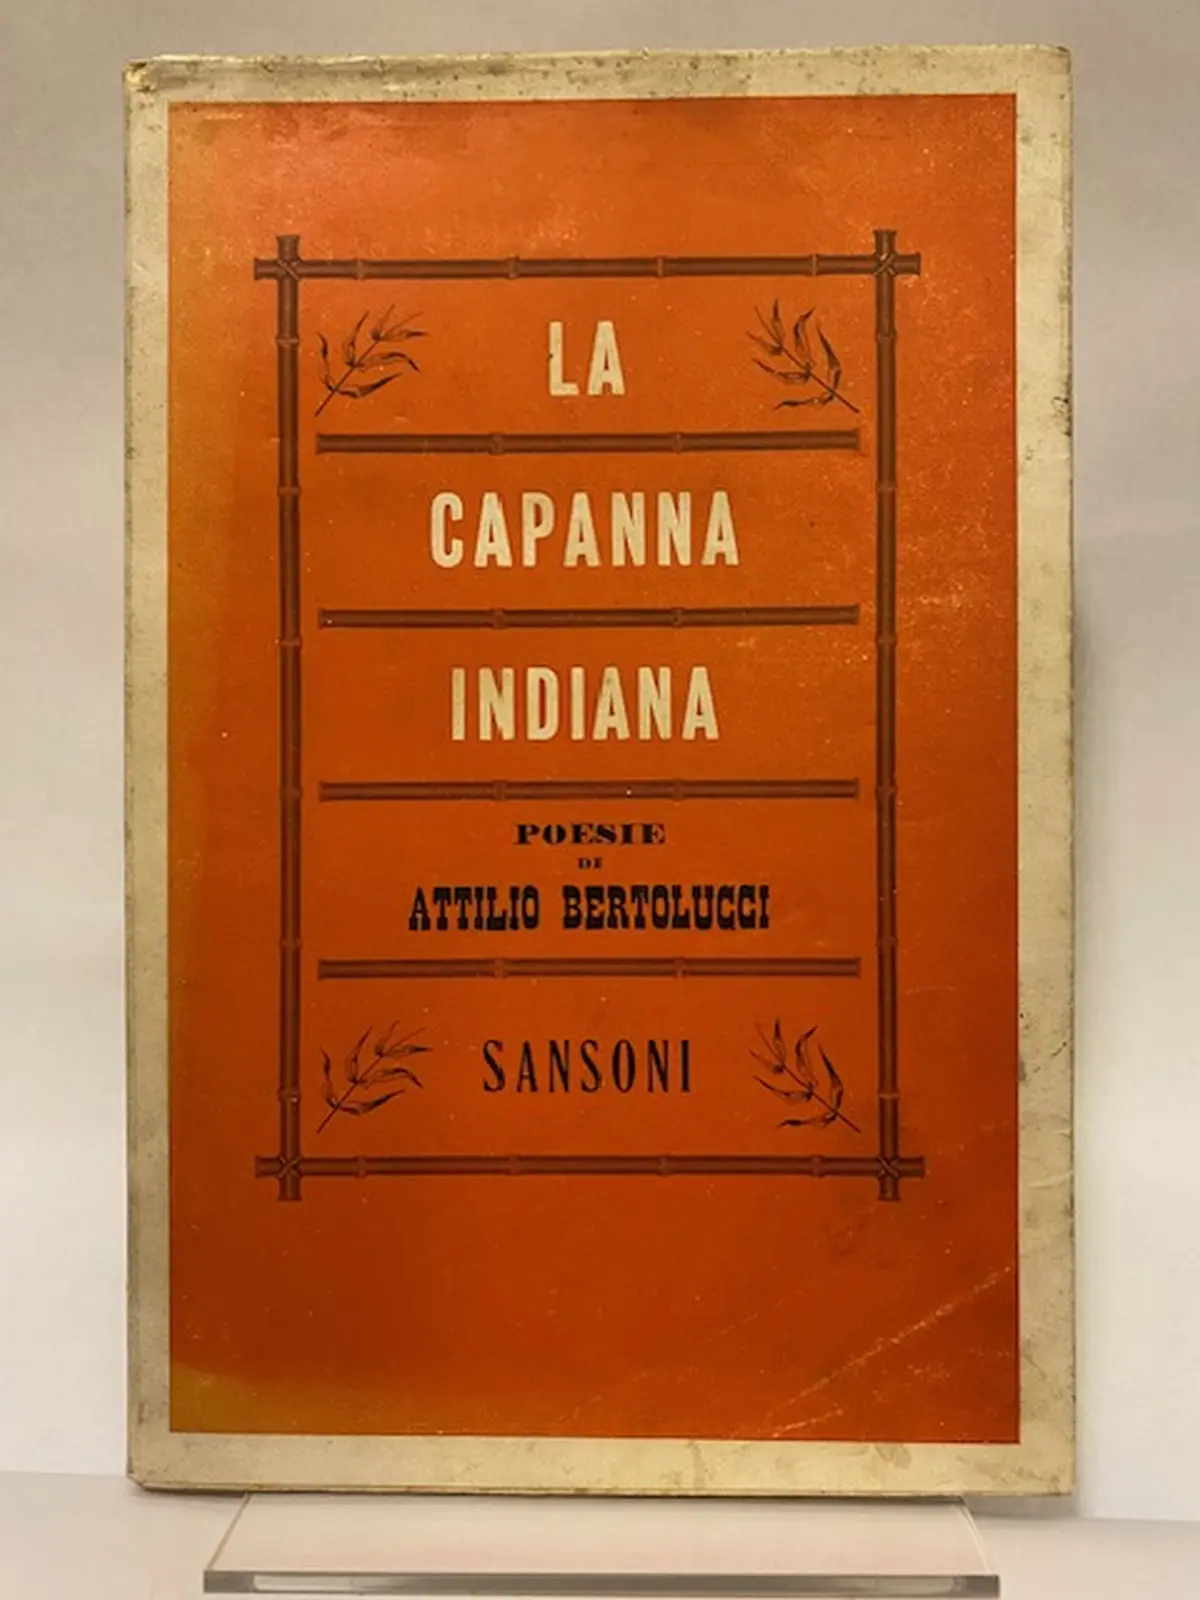 LA
CAPANNA
INDIANA
POESIE
DI
ATTILIO BERTOLUCCI
SANSONI